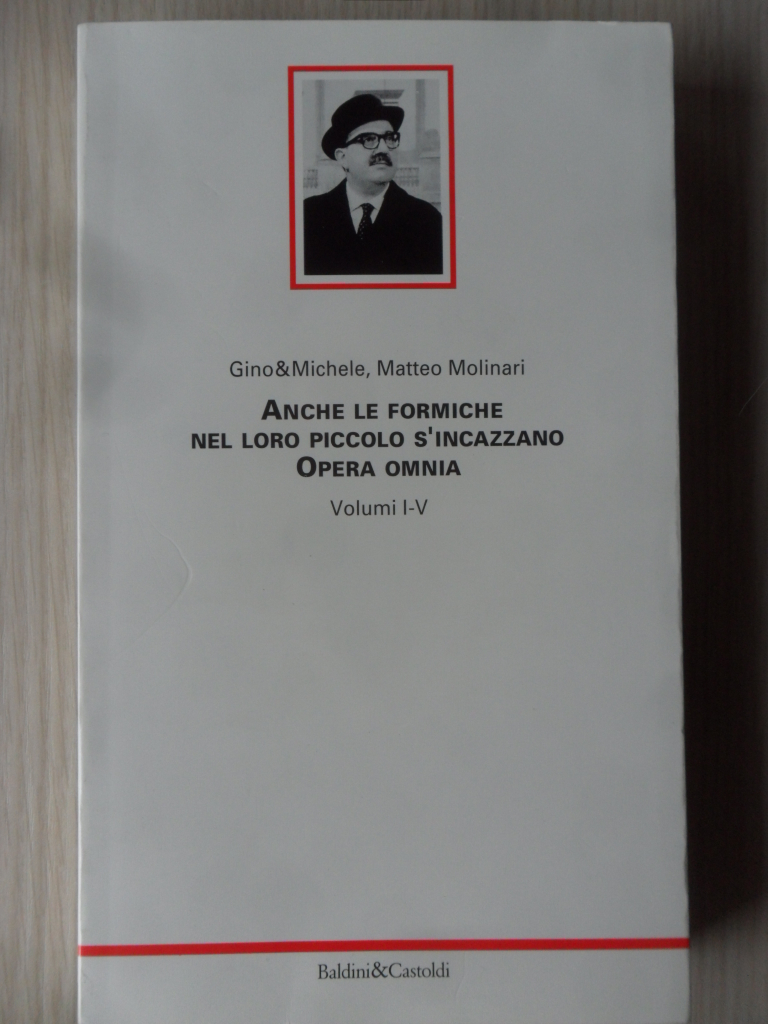 Gino&Michele, Matteo Molinari
ANCHE LE FORMICHE
NEL LORO PICCOLO S'INCAZZANO
OPERA OMNIA
Volumi I-V
Baldini&Castoldi